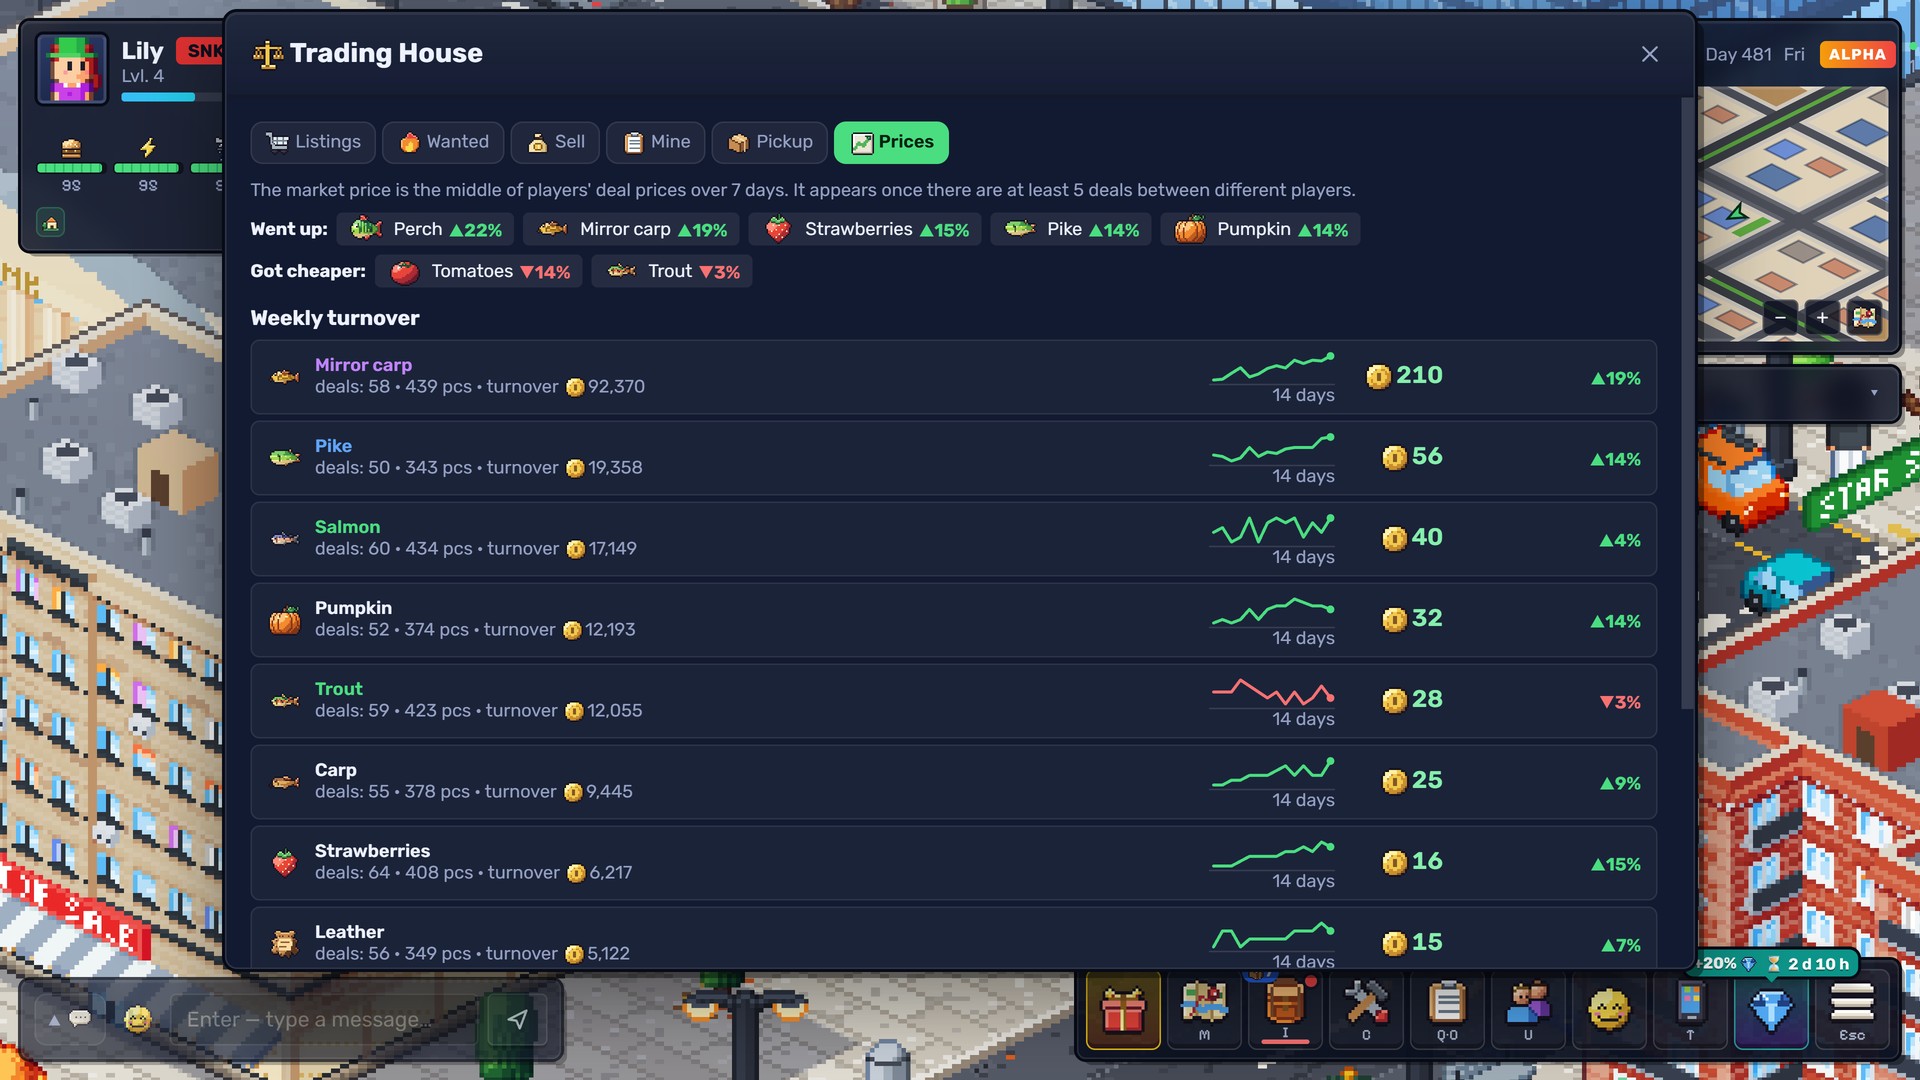 Lily
Lvl. 4
98
98
Trading House
Day 481 Fri
ALPHA
Listings
Wanted
Sell
Mine
Pickup
Prices
The market price is the middle of players' deal prices over 7 days. It appears once there are at least 5 deals between different players.
Went up: Perch ▲22% Mirror carp ▲19% Strawberries ▲15% Pike ▲14% Pumpkin ▲14%
Got cheaper: Tomatoes ▼14% Trout ▼3%
Weekly turnover
Mirror carp
deals: 58 • 439 pcs • turnover 92,370
14 days
210
▲19%
Pike
deals: 50 • 343 pcs • turnover 19,358
14 days
56
▲14%
Salmon
deals: 60 • 434 pcs • turnover 17,149
14 days
40
▲4%
Pumpkin
deals: 52 • 374 pcs • turnover 12,193
14 days
32
▲14%
Trout
deals: 59 • 423 pcs • turnover 12,055
14 days
28
▼3%
Carp
deals: 55 • 378 pcs • turnover 9,445
14 days
25
▲9%
Strawberries
deals: 64 • 408 pcs • turnover 6,217
14 days
16
▲15%
Leather
deals: 56 • 349 pcs • turnover 5,122
14 days
15
▲7%
STAR
20% 2 d 10 h
Enter — type a message...
M
I
C
Q·O
U
↑
Esc